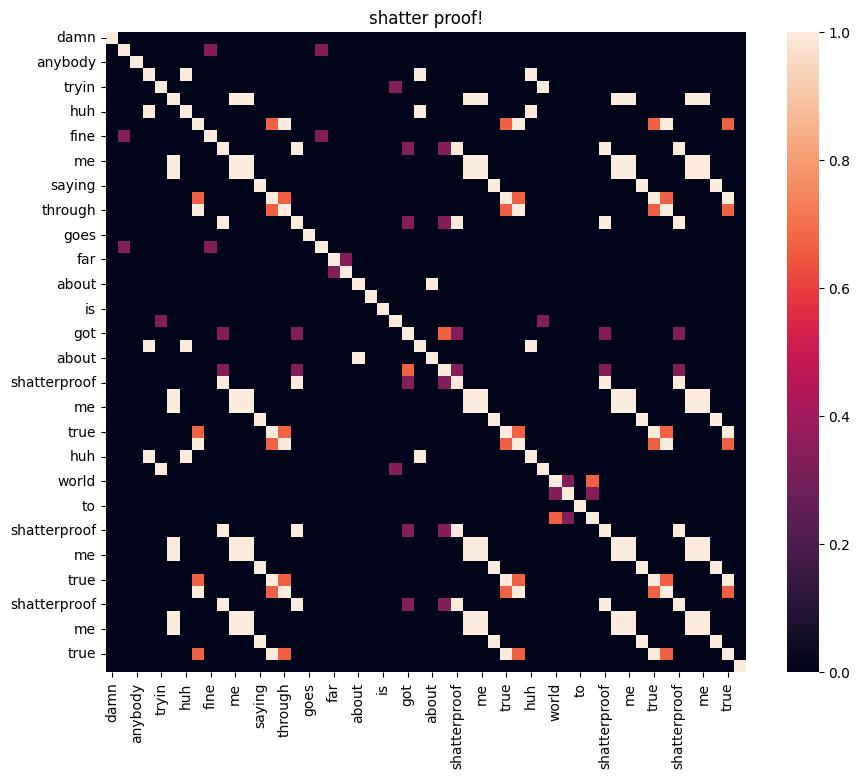 shatter proof!
damn
anybody
tryin
huh
fine
me
saying
through
goes
far
about
is
got
about
shatterproof
me
true
huh
world
to
shatterproof
me
true
shatterproof
me
true
1.0
0.8
0.6
0.4
0.2
0.0
damn
anybody
tryin
huh
fine
me
saying
through
goes
far
about
is
got
about
shatterproof
me
true
huh
world
to
shatterproof
me
true
shatterproof
me
true